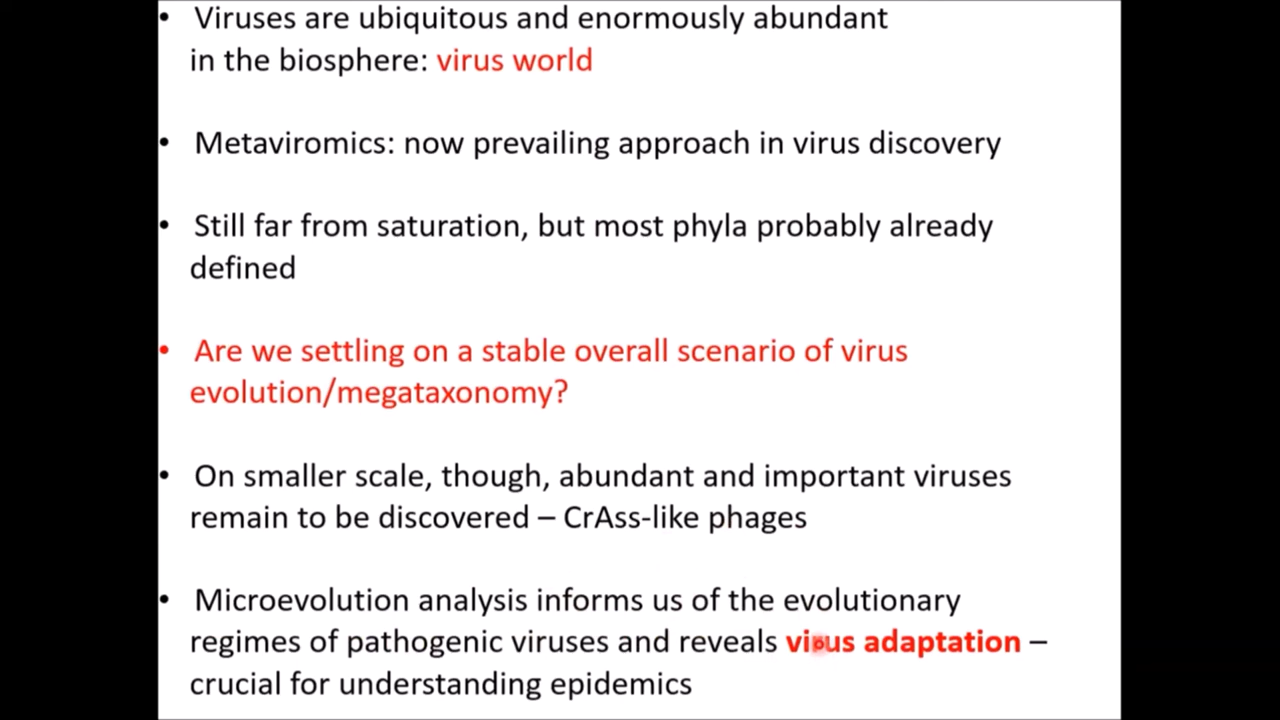 • Viruses are ubiquitous and enormously abundant
in the biosphere: virus world
• Metaviromics: now prevailing approach in virus discovery
• Still far from saturation, but most phyla probably already
defined
• Are we settling on a stable overall scenario of virus
evolution/megataxonomy?
• On smaller scale, though, abundant and important viruses
remain to be discovered – CrAss-like phages
• Microevolution analysis informs us of the evolutionary
regimes of pathogenic viruses and reveals virus adaptation –
crucial for understanding epidemics